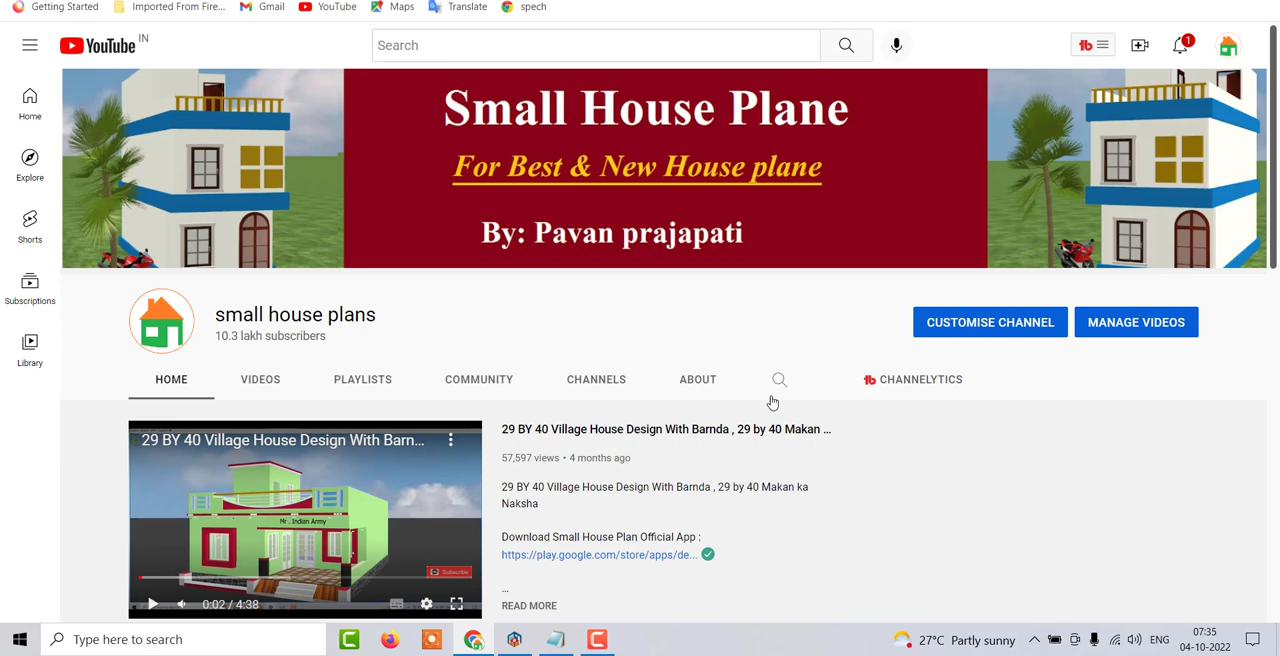 Getting Started Imported From Fire... Gmail YouTube Maps Translate spech
YouTube IN
Search
1
Small House Plane
For Best & New House plane
By: Pavan prajapati
Home
Explore
Shorts
Subscriptions
Library
small house plans
10.3 lakh subscribers
CUSTOMISE CHANNEL MANAGE VIDEOS
HOME VIDEOS PLAYLISTS COMMUNITY CHANNELS ABOUT CHANNELYTICS
29 BY 40 Village House Design With Barn...
Mr . Indian Army
Subscribe
0:02 / 4:38
29 BY 40 Village House Design With Barnda , 29 by 40 Makan ...
57,597 views • 4 months ago
29 BY 40 Village House Design With Barnda , 29 by 40 Makan ka
Naksha
Download Small House Plan Official App :
https://play.google.com/store/apps/de...
...
READ MORE
Type here to search
27°C Partly sunny
ENG
07:35
04-10-2022